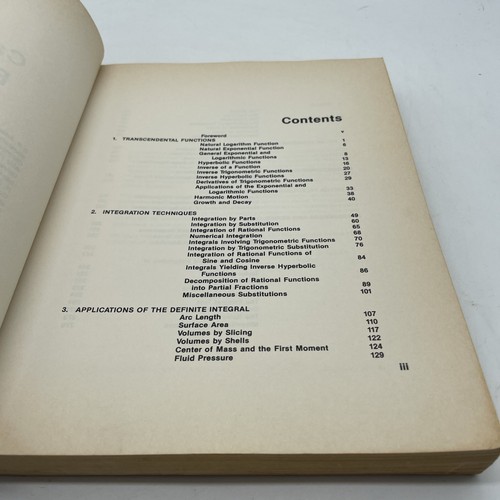 Contents
Foreword v
1. TRANSCENDENTAL FUNCTIONS
Natural Logarithm Function 1
Natural Exponential Function 6
General Exponential and
Logarithmic Functions 8
Hyperbolic Functions 13
Inverse of a Function 16
Inverse Trigonometric Functions 20
Inverse Hyperbolic Functions 27
Derivatives of Trigonometric Functions 29
Applications of the Exponential and
Logarithmic Functions 33
Harmonic Motion 38
Growth and Decay 40
2. INTEGRATION TECHNIQUES
Integration by Parts 49
Integration by Substitution 60
Integration of Rational Functions 65
Numerical Integration 68
Integrals Involving Trigonometric Functions 70
Integration by Trigonometric Substitution 76
Integration of Rational Functions of
Sine and Cosine 84
Integrals Yielding Inverse Hyperbolic
Functions 86
Decomposition of Rational Functions
into Partial Fractions 89
Miscellaneous Substitutions 101
3. APPLICATIONS OF THE DEFINITE INTEGRAL
Arc Length 107
Surface Area 110
Volumes by Slicing 117
Volumes by Shells 122
Center of Mass and the First Moment 124
Fluid Pressure 129
iii